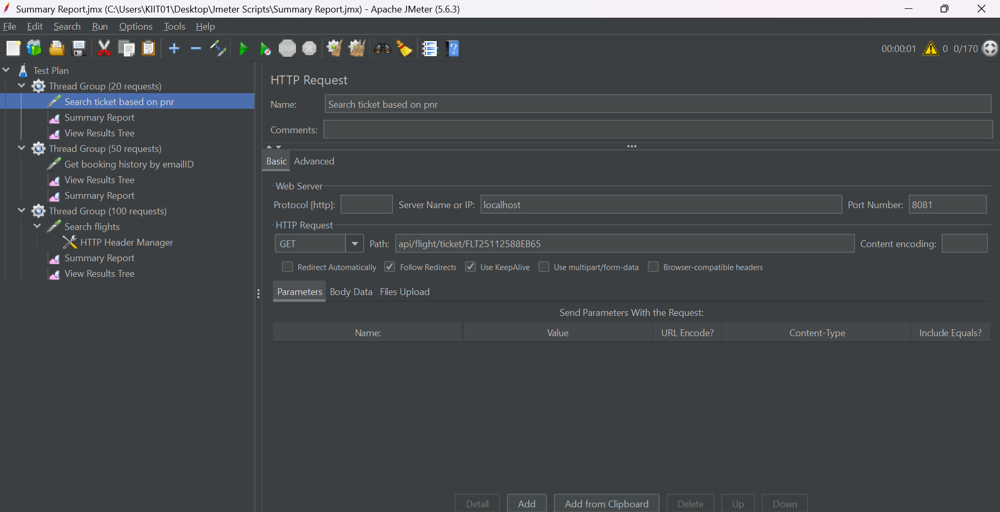 Summary Report.jmx (C:\Users\KIIT01\Desktop\Jmeter Scripts\Summary Report.jmx) - Apache JMeter (5.6.3)
File Edit Search Run Options Tools Help
STOP
00:00:01 0 0/170
Test Plan
Thread Group (20 requests)
Search ticket based on pnr
Summary Report
View Results Tree
Thread Group (50 requests)
Get booking history by emailID
View Results Tree
Summary Report
Thread Group (100 requests)
Search flights
HTTP Header Manager
Summary Report
View Results Tree
HTTP Request
Name: Search ticket based on pnr
Comments:
Basic Advanced
Web Server
Protocol [http]: Server Name or IP: localhost Port Number: 8081
HTTP Request
GET Path: api/flight/ticket/FLT25112588EB65 Content encoding:
Redirect Automatically Follow Redirects Use KeepAlive Use multipart/form-data Browser-compatible headers
Parameters Body Data Files Upload
Send Parameters With the Request:
Name: Value URL Encode? Content-Type Include Equals?
Detail Add Add from Clipboard Delete Up Down